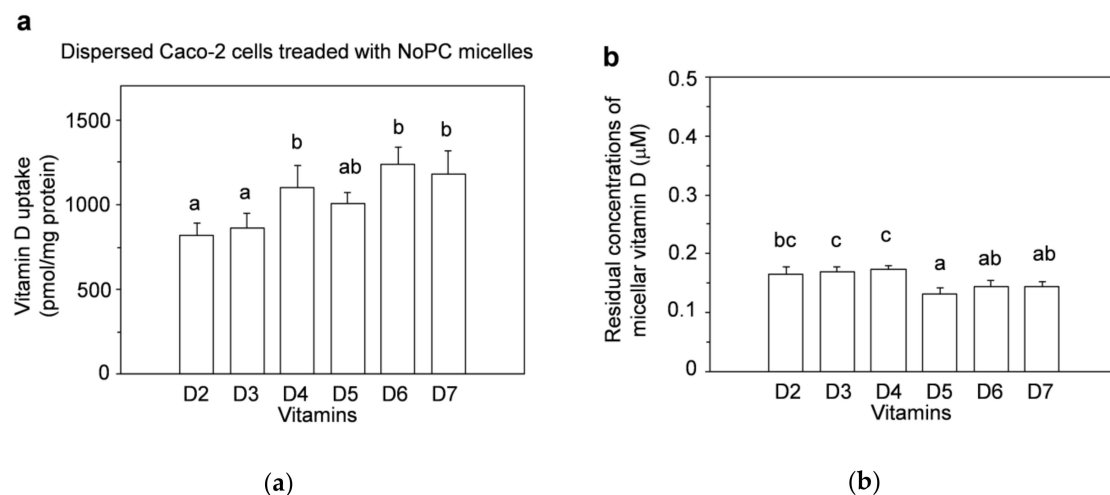 a
Dispersed Caco-2 cells treaded with NoPC micelles
Vitamin D uptake
(pmol/mg protein)
1500
1000
500
0
a
a
b
ab
b
b
D2 D3 D4 D5 D6 D7
Vitamins
(a)
b
Residual concentrations of
micellar vitamin D (μM)
0.5
0.4
0.3
0.2
0.1
0
bc
c
c
a
ab
ab
D2 D3 D4 D5 D6 D7
Vitamins
(b)